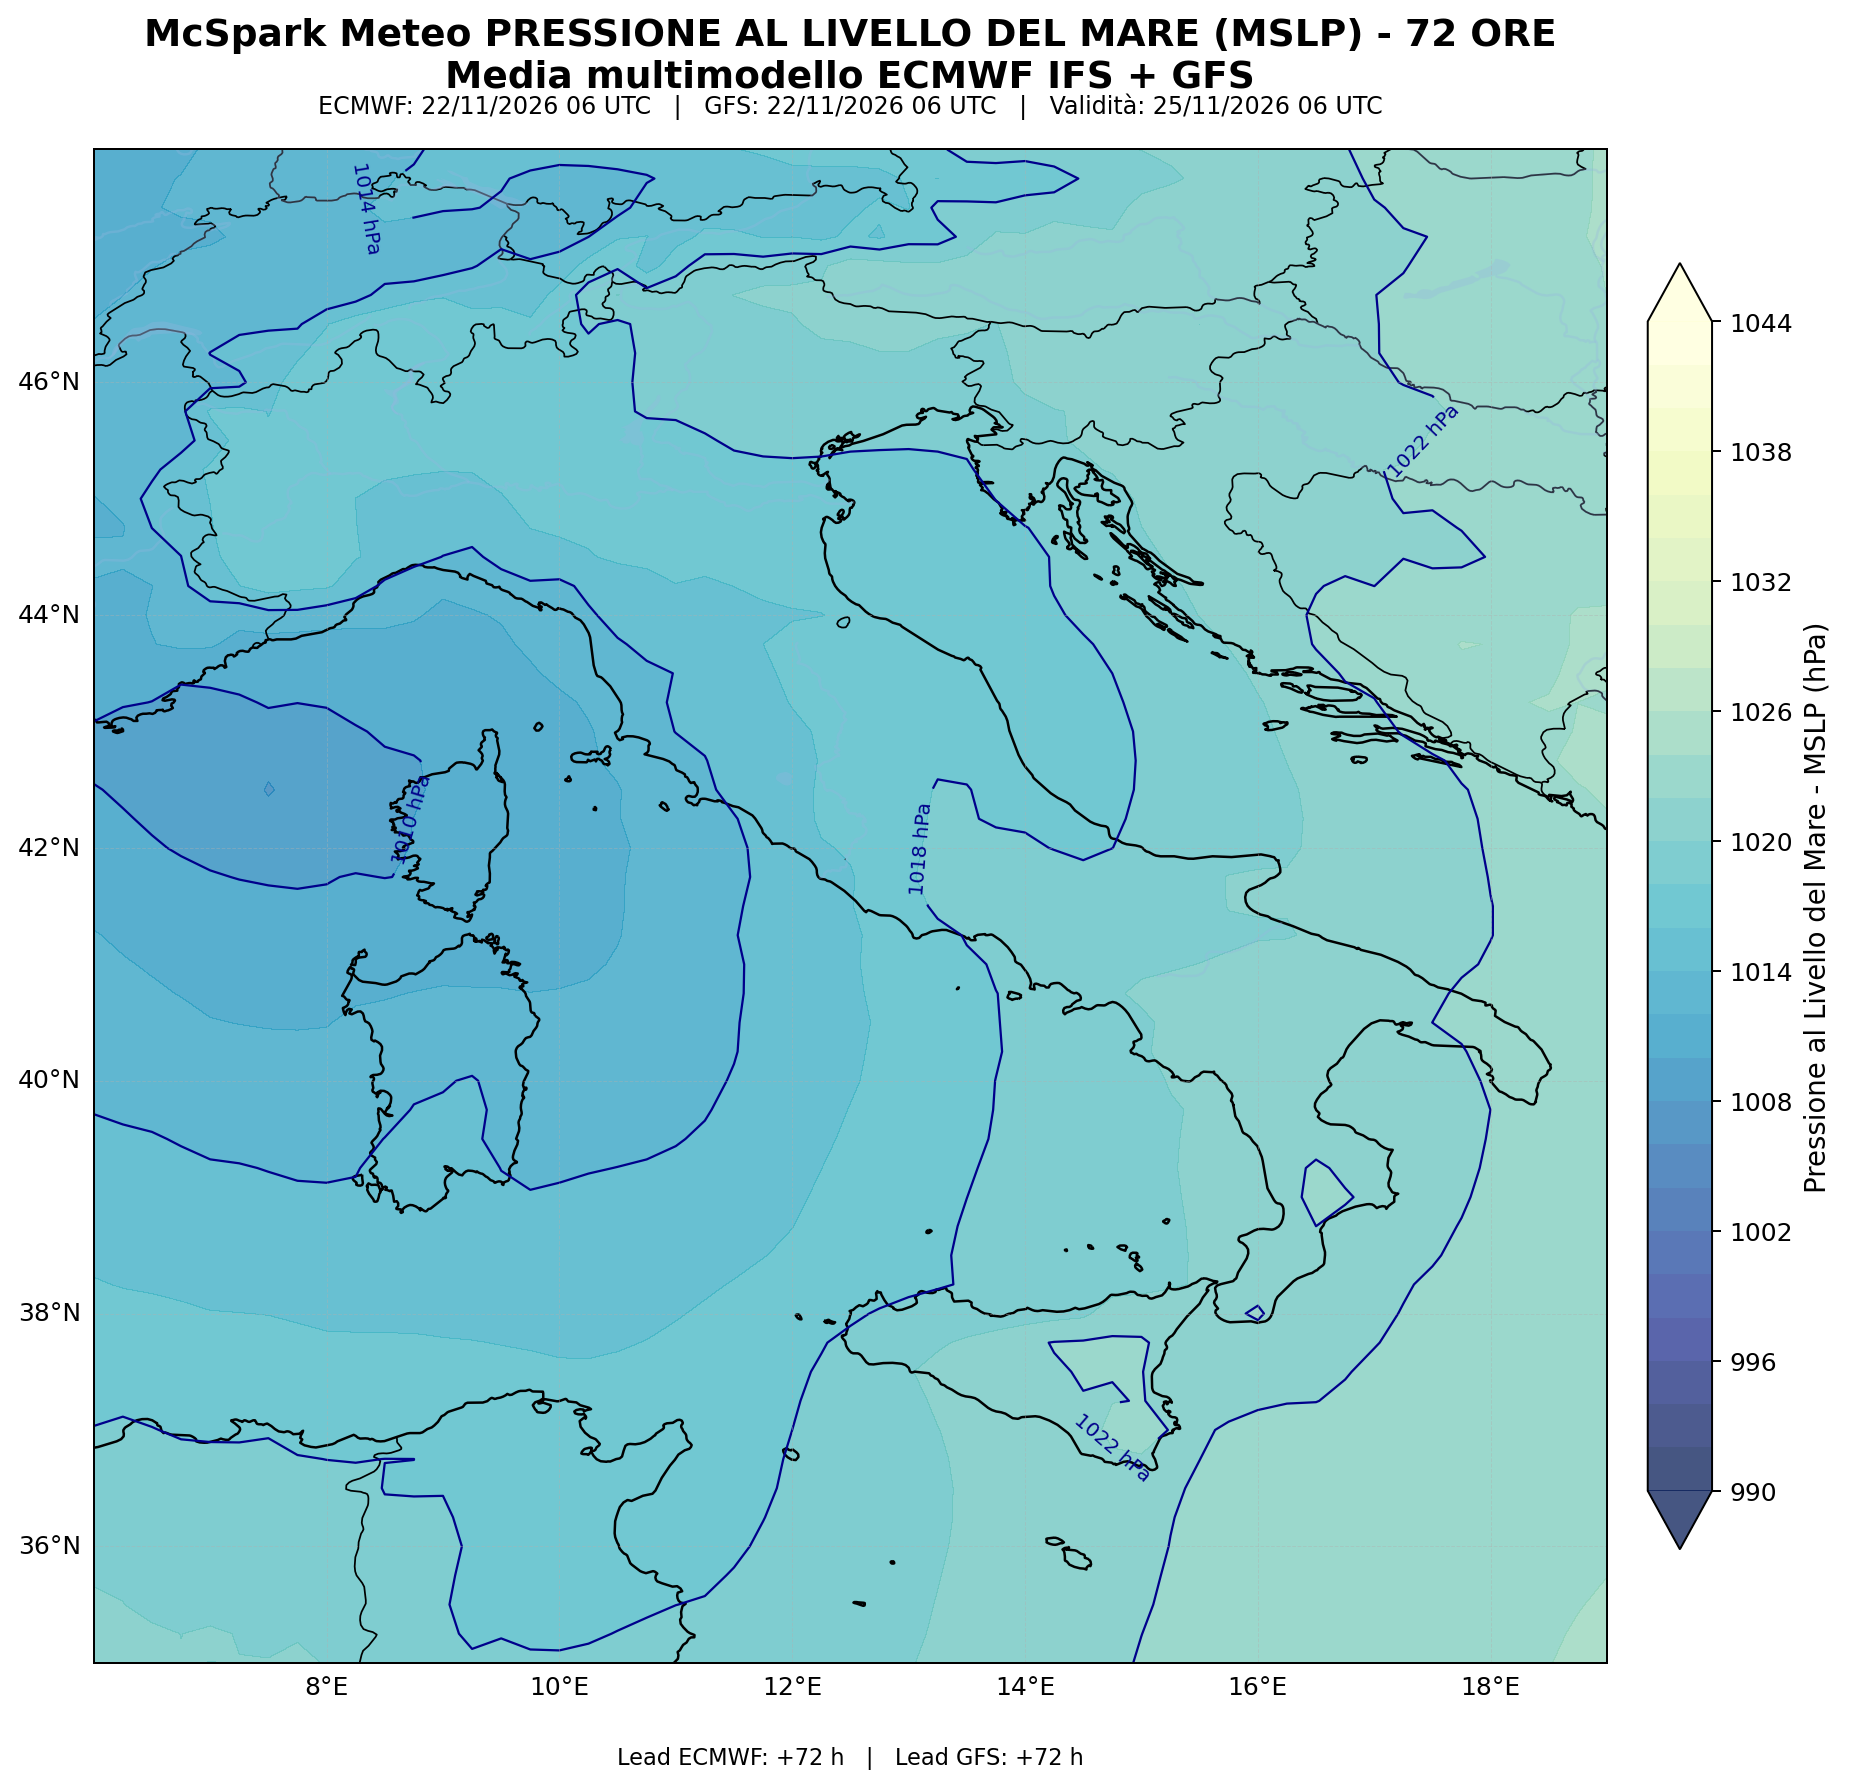 McSpark Meteo PRESSIONE AL LIVELLO DEL MARE (MSLP) - 72 ORE
Media multimodello ECMWF IFS + GFS
ECMWF: 22/11/2026 06 UTC | GFS: 22/11/2026 06 UTC | Validità: 25/11/2026 06 UTC
1014 hPa
1022 hPa
1010 hPa
1018 hPa
1022 hPa
46°N
44°N
42°N
40°N
38°N
36°N
8°E
10°E
12°E
14°E
16°E
18°E
1044
1038
1032
1026
1020
1014
1008
1002
996
990
Pressione al Livello del Mare - MSLP (hPa)
Lead ECMWF: +72 h | Lead GFS: +72 h